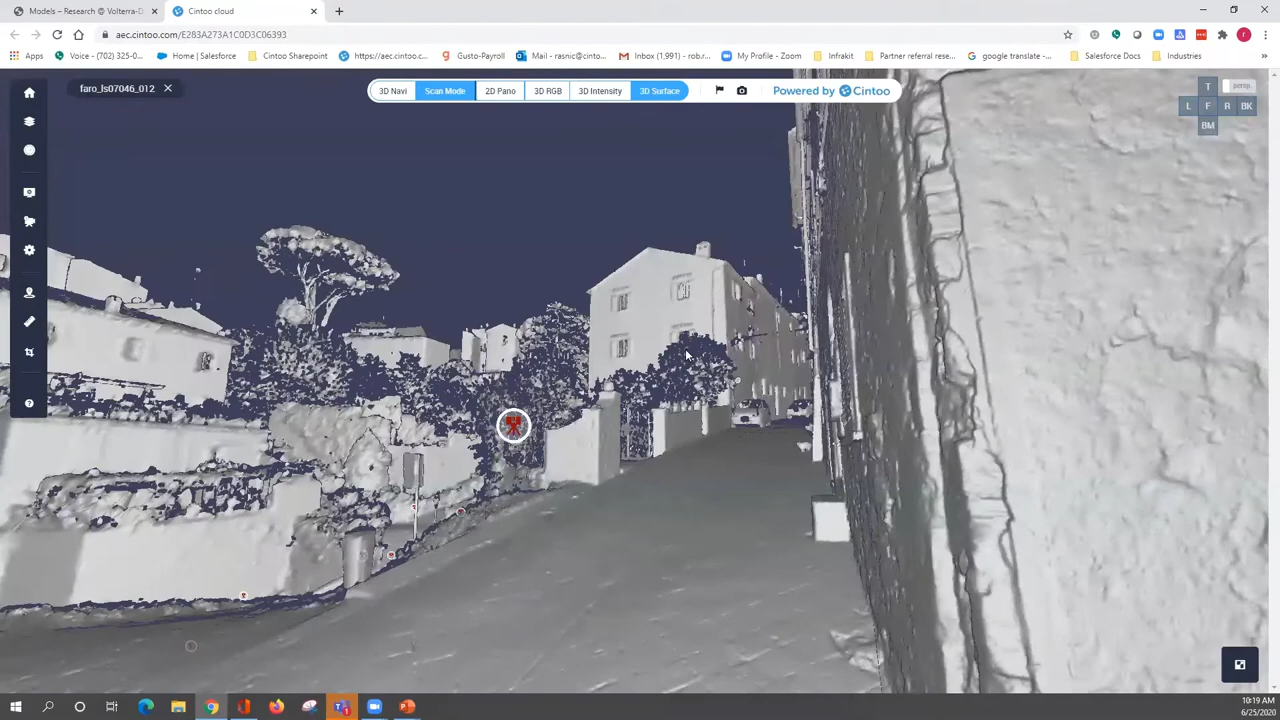 Models – Research @ Volterra-D
Cintoo cloud
aec.cintoo.com/E283A273A1C0D3C06393
Apps
Voice - (702) 325-0...
Home | Salesforce
Cintoo Sharepoint
https://aec.cintoo.c...
Gusto-Payroll
Mail - rasnic@cintoo...
Inbox (1,991) - rob.r...
My Profile - Zoom
Infrakit
Partner referral rese...
google translate -...
Salesforce Docs
Industries
faro_ls07046_012
3D Navi
Scan Mode
2D Pano
3D RGB
3D Intensity
3D Surface
Powered by Cintoo
T
persp.
L
F
R
BK
BM
10:19 AM
6/25/2020